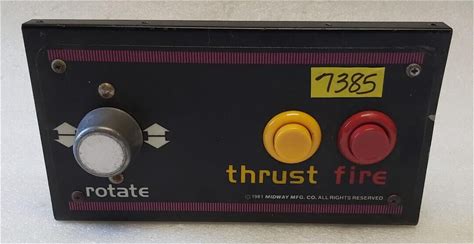 7385
rotate
thrust fire
© 1981 MIDWAY MFG. CO. ALL RIGHTS RESERVED